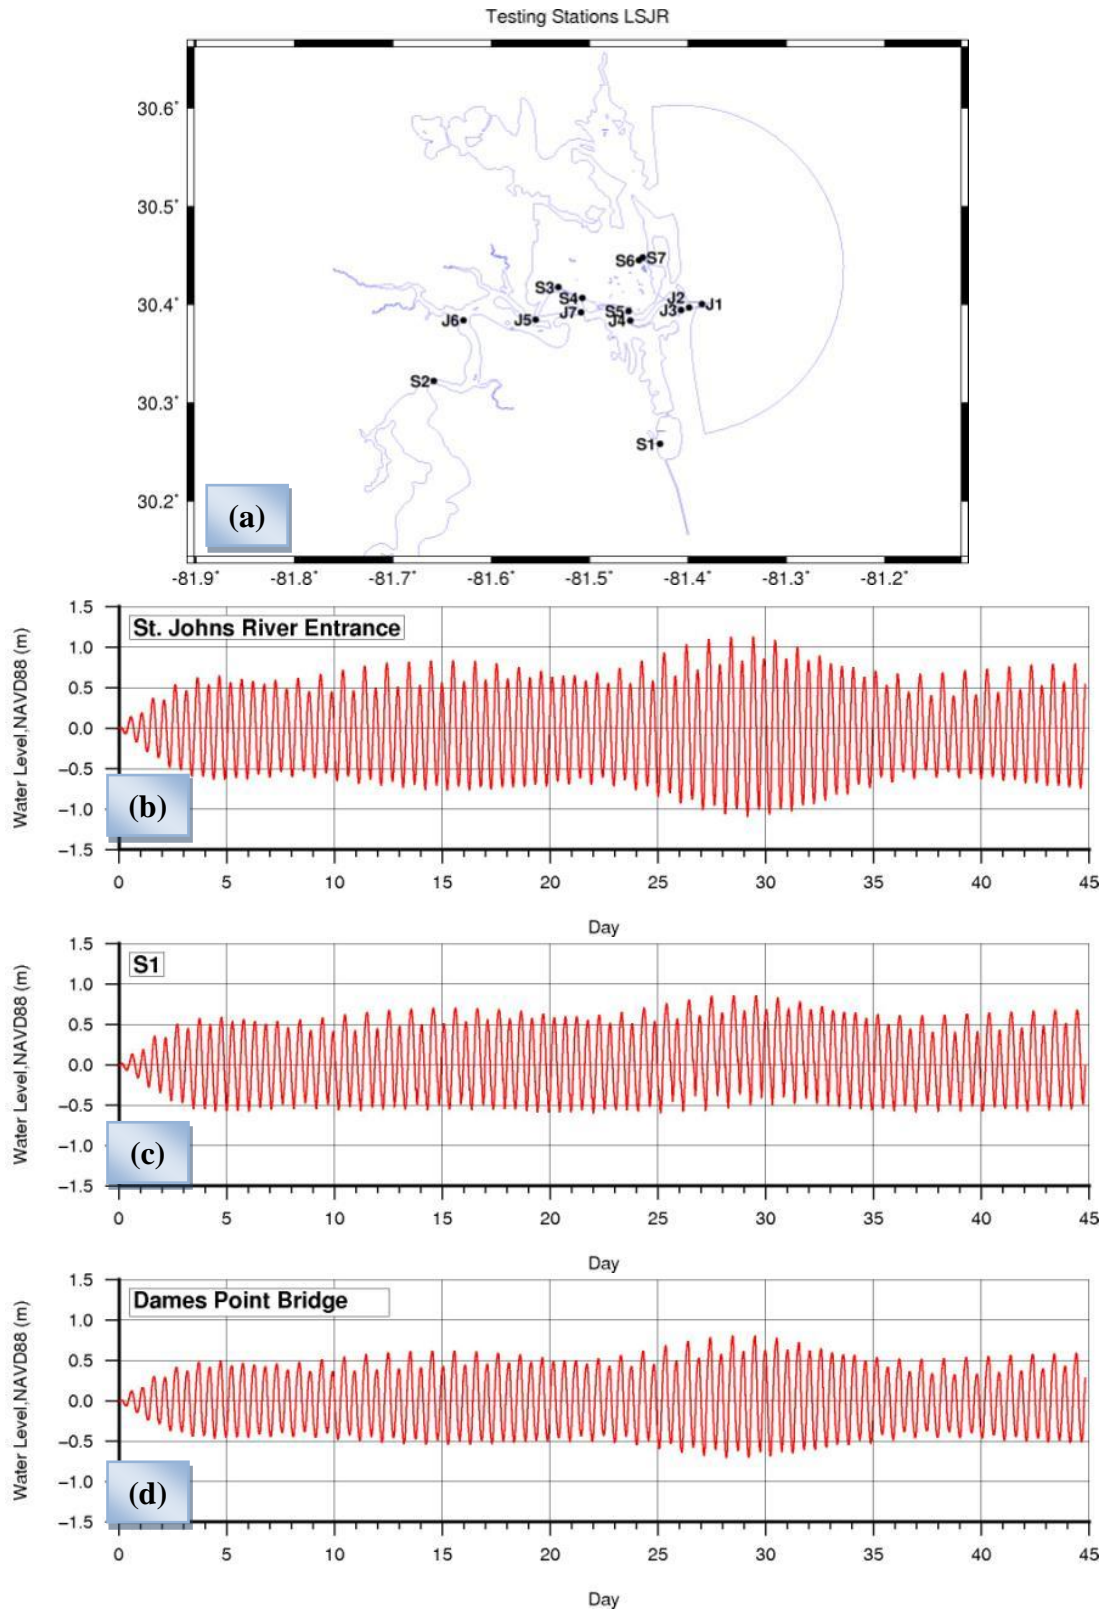 Testing Stations LSJR
30.6°
30.5°
30.4°
30.3°
30.2°
S6 S7
S3
S4
J2
J1
J6 J5 J7 S5 J3
J4
S2
S1
(a)
-81.9° -81.8° -81.7° -81.6° -81.5° -81.4° -81.3° -81.2°
Water Level,NAVD88 (m)
1.5
1.0
0.5
0.0
−0.5
−1.0
−1.5
St. Johns River Entrance
(b)
0 5 10 15 20 25 30 35 40 45
Day
Water Level,NAVD88 (m)
1.5
1.0
0.5
0.0
−0.5
−1.0
−1.5
S1
(c)
0 5 10 15 20 25 30 35 40 45
Day
Water Level,NAVD88 (m)
1.5
1.0
0.5
0.0
−0.5
−1.0
−1.5
Dames Point Bridge
(d)
0 5 10 15 20 25 30 35 40 45
Day